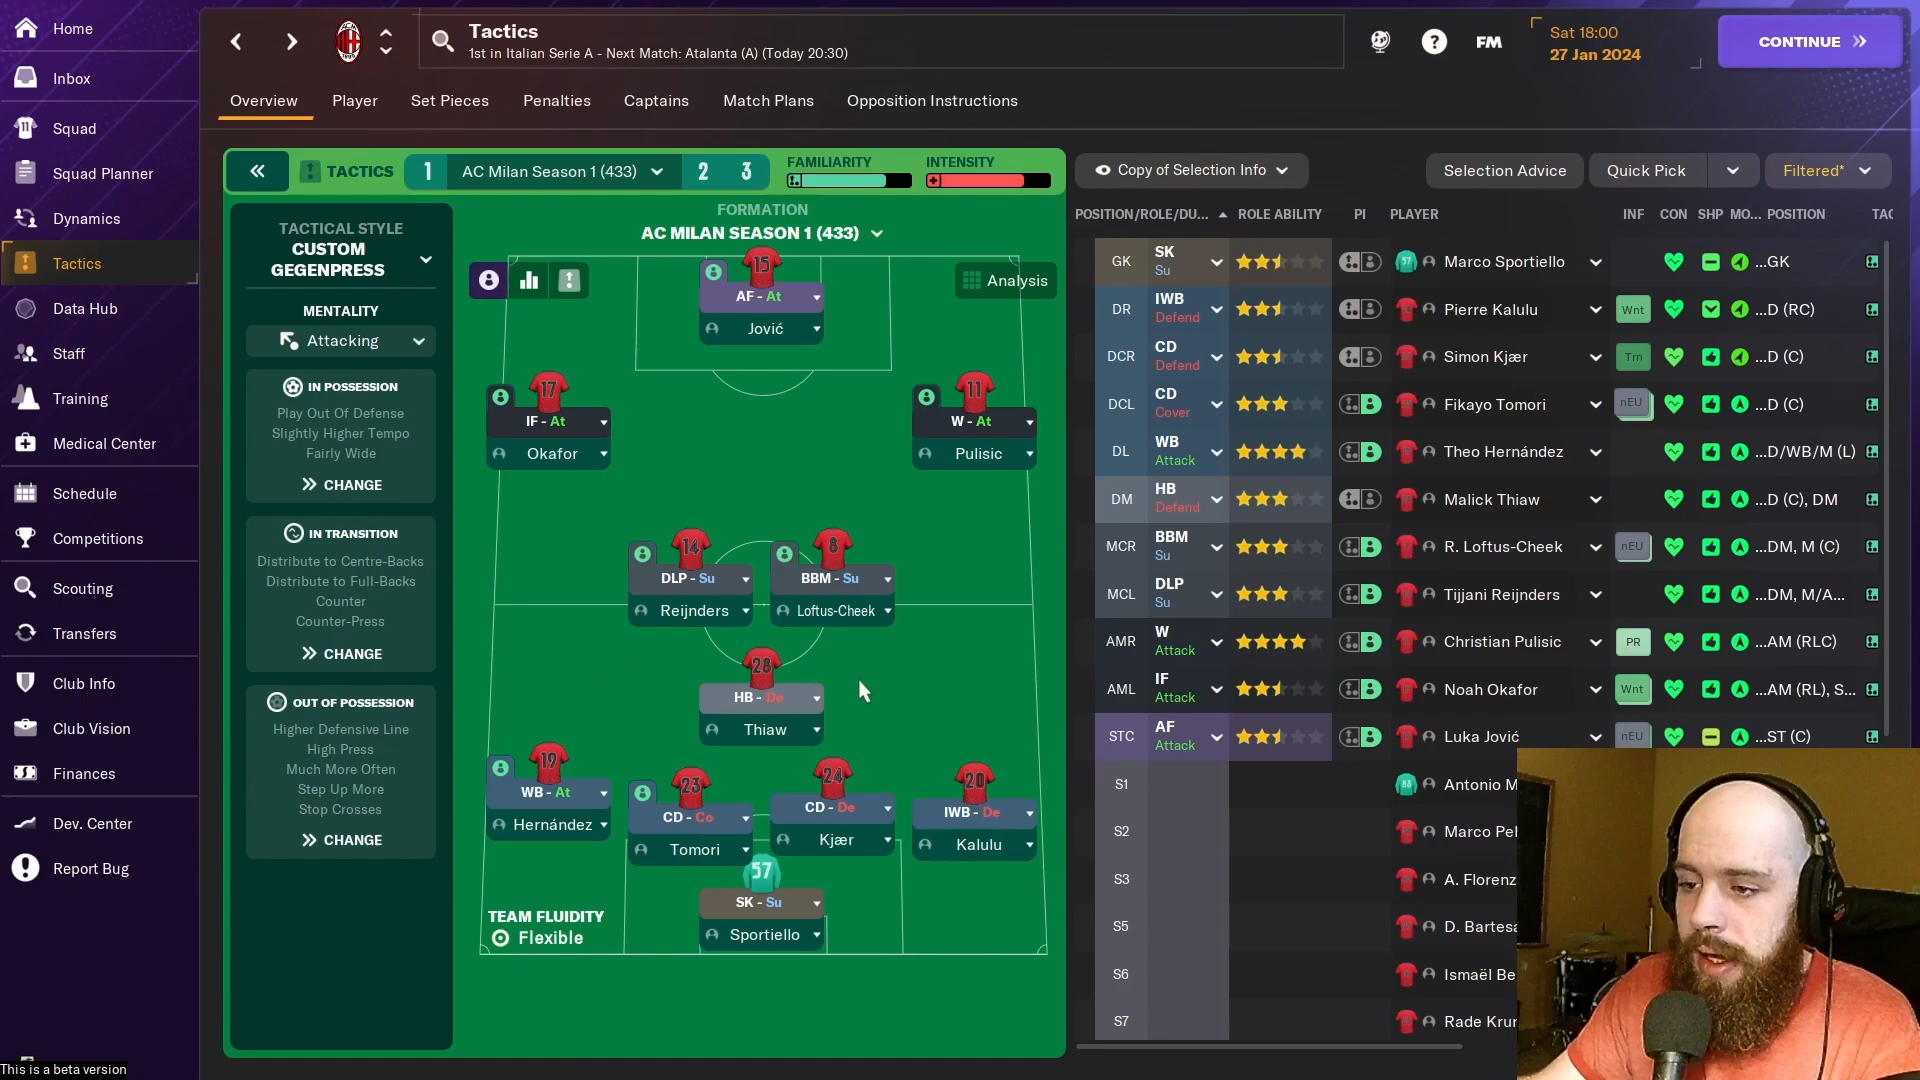 Home
Inbox
Squad
Squad Planner
Dynamics
Tactics
Data Hub
Staff
Training
Medical Center
Schedule
Competitions
Scouting
Transfers
Club Info
Club Vision
Finances
Dev. Center
Report Bug
This is a beta version
Tactics
1st in Italian Serie A - Next Match: Atalanta (A) (Today 20:30)
FM
Sat 18:00
27 Jan 2024
CONTINUE
Overview Player Set Pieces Penalties Captains Match Plans Opposition Instructions
TACTICS 1 AC Milan Season 1 (433) 2 3
FAMILIARITY
INTENSITY
TACTICAL STYLE
CUSTOM
GEGENPRESS
MENTALITY
Attacking
IN POSSESSION
Play Out Of Defense
Slightly Higher Tempo
Fairly Wide
CHANGE
IN TRANSITION
Distribute to Centre-Backs
Distribute to Full-Backs
Counter
Counter-Press
CHANGE
OUT OF POSSESSION
Higher Defensive Line
High Press
Much More Often
Step Up More
Stop Crosses
CHANGE
FORMATION
AC MILAN SEASON 1 (433)
Analysis
15
AF - At
Jović
17
IF - At
Okafor
11
W - At
Pulisic
14
DLP - Su
Reijnders
8
BBM - Su
Loftus-Cheek
28
HB - De
Thiaw
19
WB - At
Hernández
23
CD - Co
Tomori
24
CD - De
Kjær
20
IWB - De
Kalulu
57
SK - Su
Sportiello
TEAM FLUIDITY
Flexible
Copy of Selection Info
Selection Advice
Quick Pick
Filtered*
POSITION/ROLE/DU... ROLE ABILITY PI PLAYER INF CON SHP MO... POSITION TAC
GK SK Su Marco Sportiello ...GK
DR IWB Defend Pierre Kalulu Wnt ...D (RC)
DCR CD Defend Simon Kjær Trn ...D (C)
DCL CD Cover Fikayo Tomori nEU ...D (C)
DL WB Attack Theo Hernández ...D/WB/M (L)
DM HB Defend Malick Thiaw ...D (C), DM
MCR BBM Su R. Loftus-Cheek nEU ...DM, M (C)
MCL DLP Su Tijjani Reijnders ...DM, M/A...
AMR W Attack Christian Pulisic PR ...AM (RLC)
AML IF Attack Noah Okafor Wnt ...AM (RL), S...
STC AF Attack Luka Jović nEU ...ST (C)
S1 Antonio M
S2 Marco Pel
S3 A. Florenz
S5 D. Bartesa
S6 Ismaël Be
S7 Rade Krun